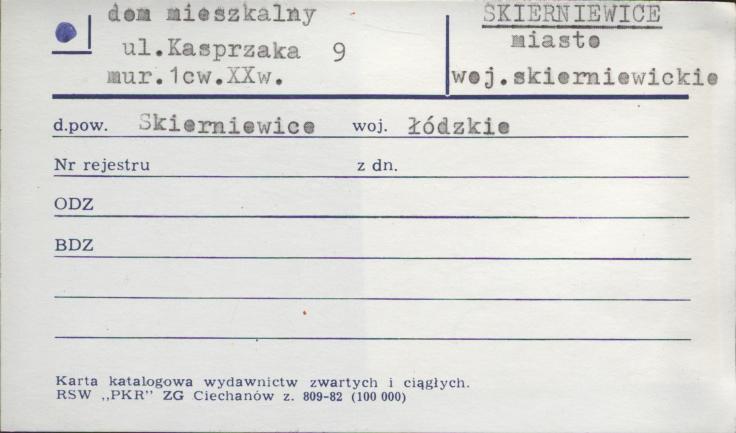 dom mieszkalny
ul.Kasprzaka 9
mur.1cw.XXw.
SKIERNIEWICE
miasto
woj.skierniewickie
d.pow. Skierniewice woj. łódzkie
Nr rejestru z dn.
ODZ
BDZ
Karta katalogowa wydawnictw zwartych i ciągłych.
RSW „PKR” ZG Ciechanów z. 809-82 (100 000)